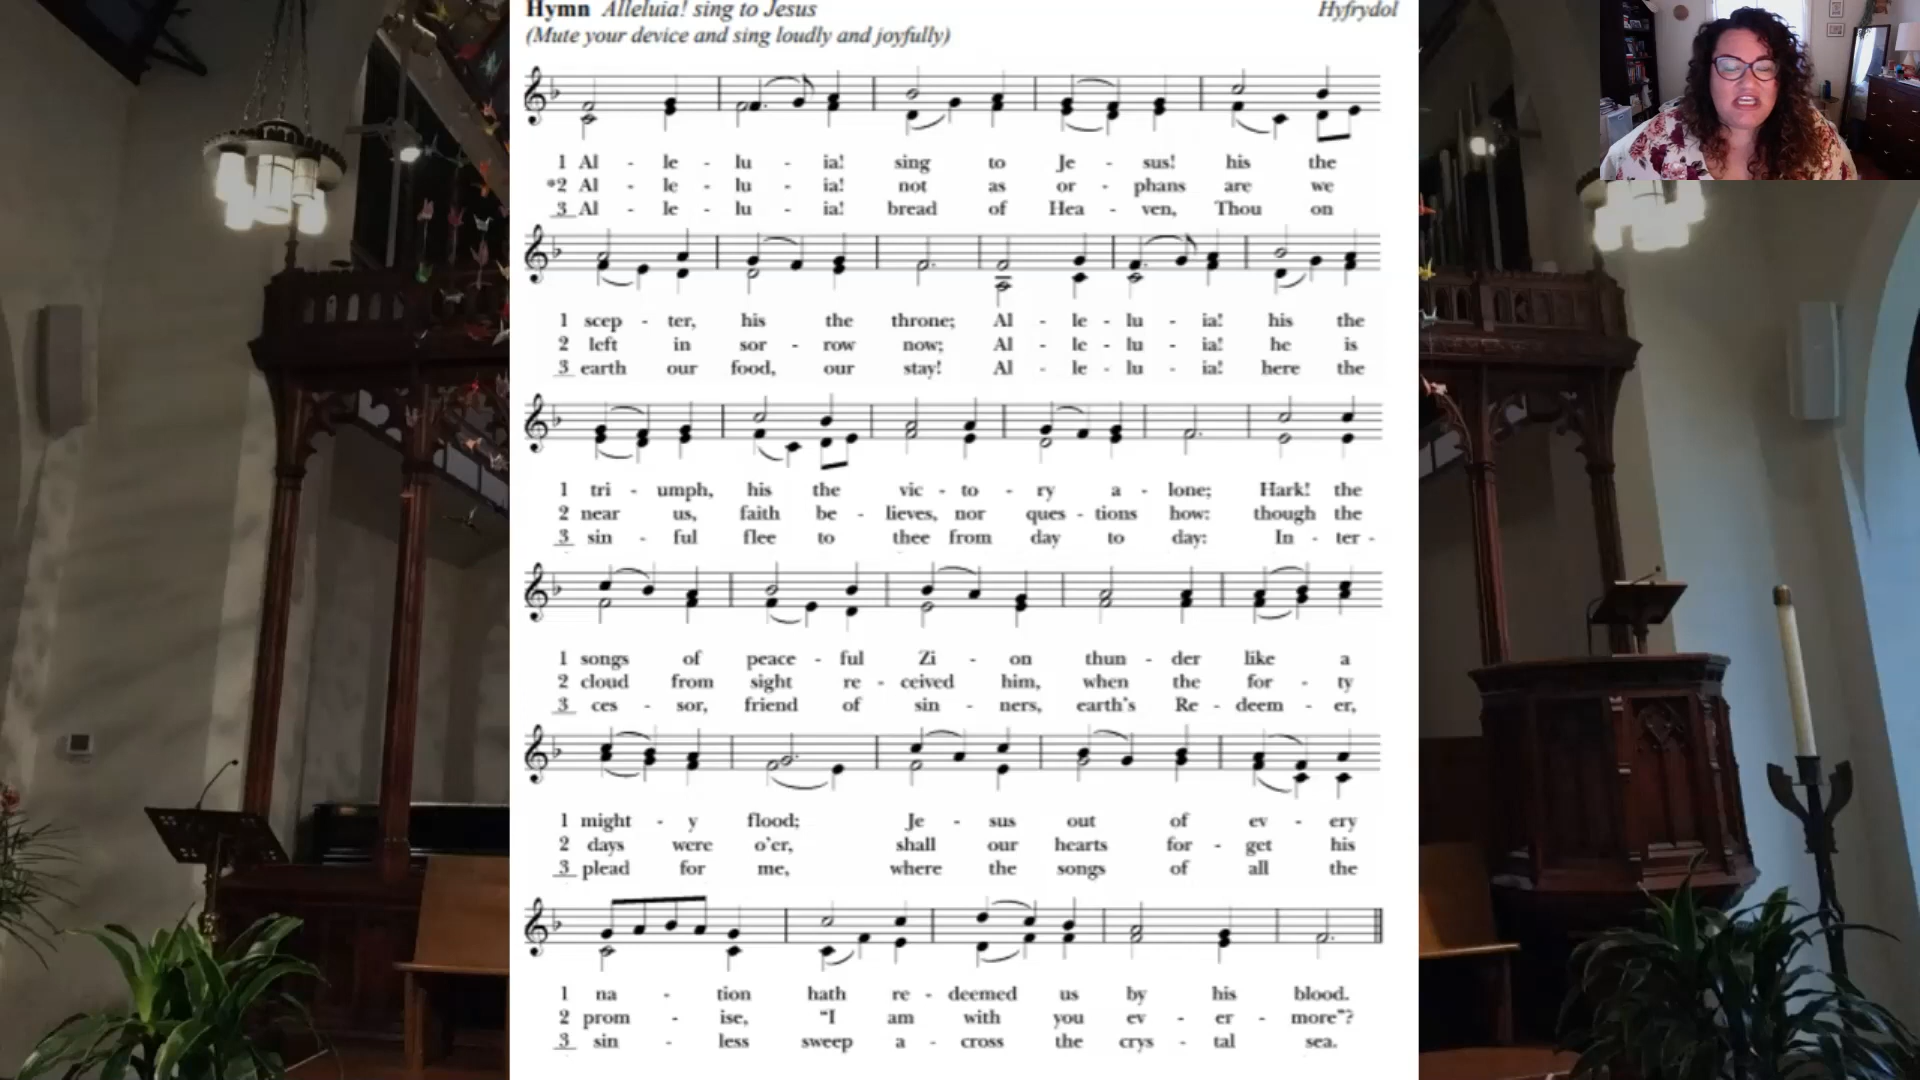 Hymn Alleluia! sing to Jesus Hyfrydol
(Mute your device and sing loudly and joyfully)
1 Al - le - lu - ia! sing to Je - sus! his the
*2 Al - le - lu - ia! not as or - phans are we
3 Al - le - lu - ia! bread of Hea - ven, Thou on
1 scep - ter, his the throne; Al - le - lu - ia! his the
2 left in sor - row now; Al - le - lu - ia! he is
3 earth our food, our stay! Al - le - lu - ia! here the
1 tri - umph, his the vic - to - ry a - lone; Hark! the
2 near us, faith be - lieves, nor ques - tions how: though the
3 sin - ful flee to thee from day to day: In - ter -
1 songs of peace - ful Zi - on thun - der like a
2 cloud from sight re - ceived him, when the for - ty
3 ces - sor, friend of sin - ners, earth's Re - deem - er,
1 might - y flood; Je - sus out of ev - ery
2 days were o'er, shall our hearts for - get his
3 plead for me, where the songs of all the
1 na - tion hath re - deemed us by his blood.
2 prom - ise, "I am with you ev - er - more"?
3 sin - less sweep a - cross the crys - tal sea.